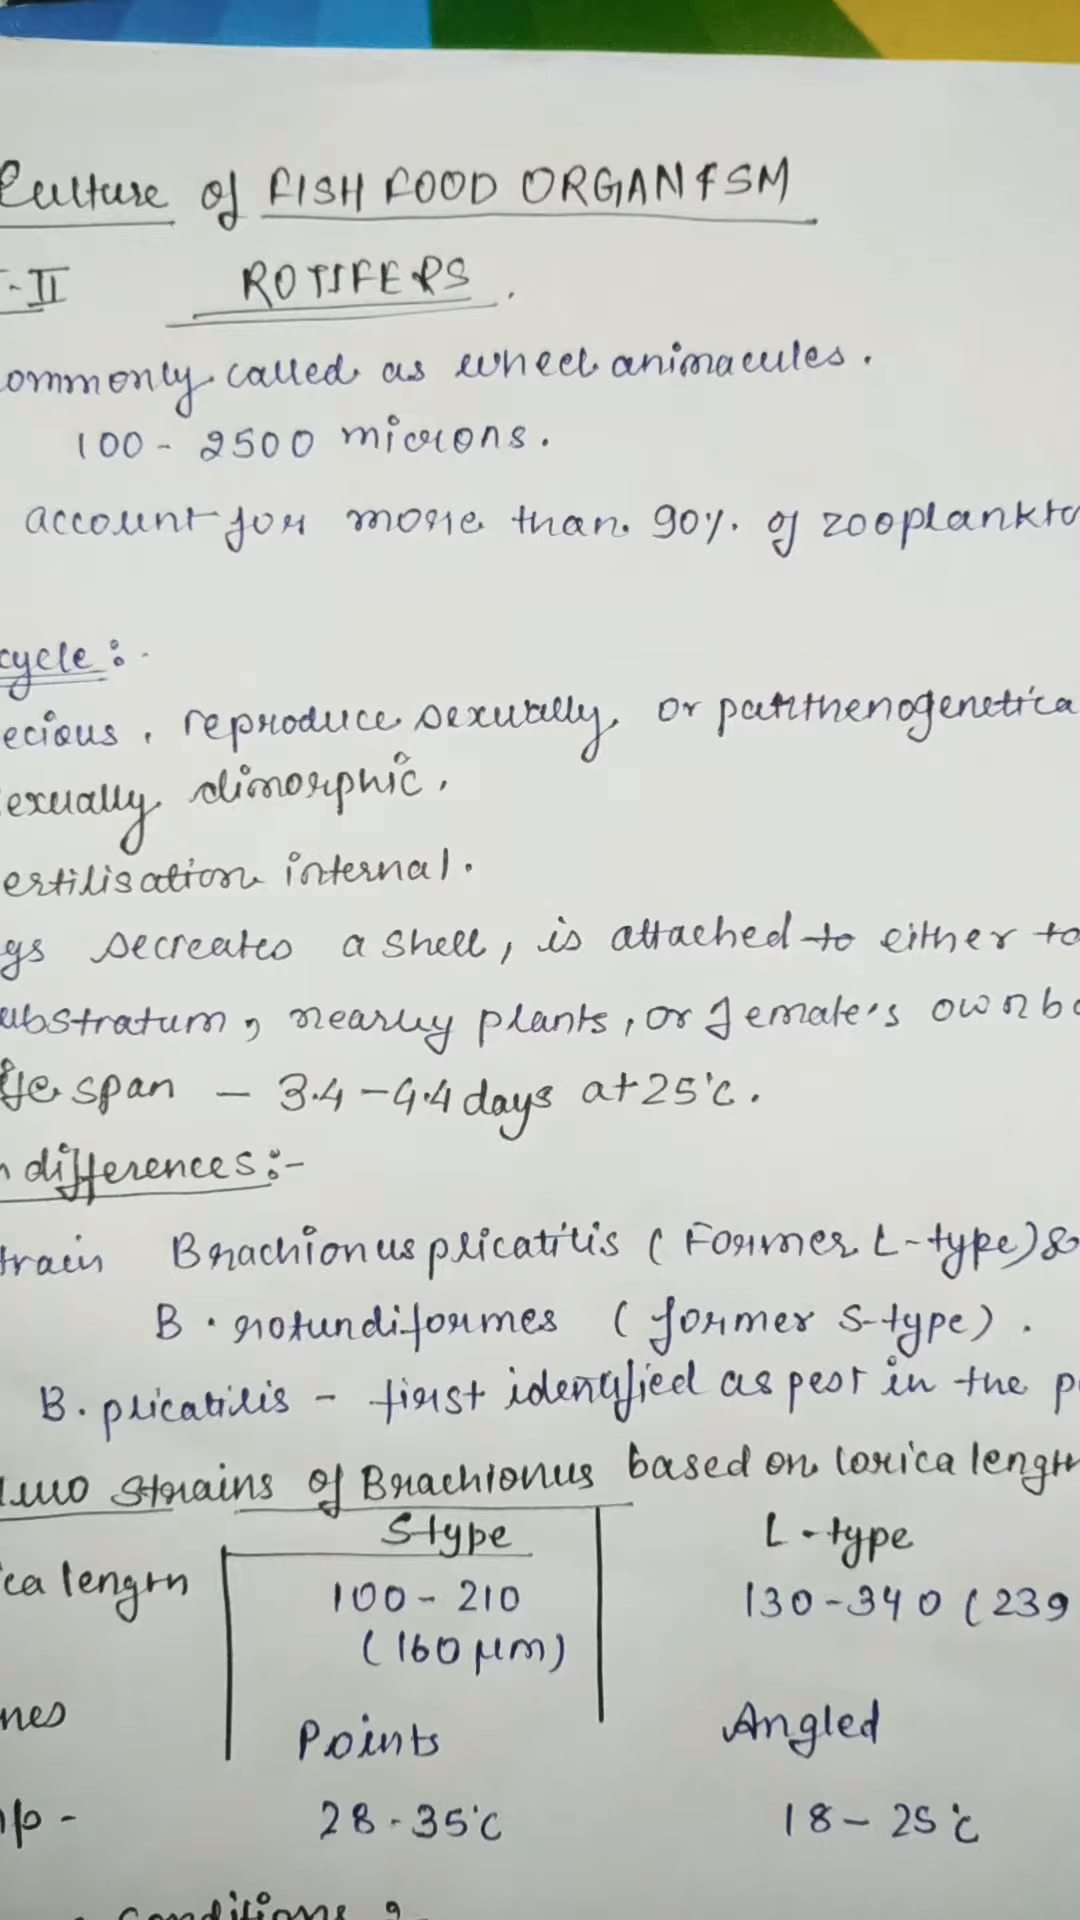 Culture of FISH FOOD ORGANISM
-II ROTIFERS.
ommonly called as wheel animacules.
100 - 2500 microns.
account for more than 90%. of zooplankto
cycle :-
ecious, reproduce sexually or parthenogenetica
exually dimorphic.
ertilisation internal.
gs secreates a shell, is attached to either to
ubstratum, nearby plants, or female's own bo
ife span - 3.4 - 4.4 days at 25°c.
n differences :-
train Brachionus plicatilis ( Former L-type) &
B. rotundiformes ( former S-type).
B. plicatilis - first identified as pest in the p
two strains of Brachionus based on lorica length
S-type L-type
ca length 100 - 210 130-340 (239
(160 µm)
nes Points Angled
mp - 28-35°c 18-25°c
conditions :